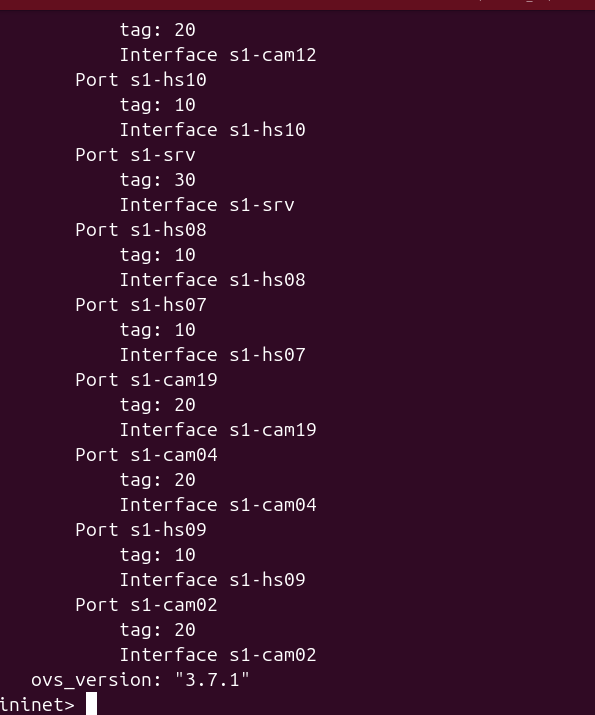 tag: 20
Interface s1-cam12
Port s1-hs10
tag: 10
Interface s1-hs10
Port s1-srv
tag: 30
Interface s1-srv
Port s1-hs08
tag: 10
Interface s1-hs08
Port s1-hs07
tag: 10
Interface s1-hs07
Port s1-cam19
tag: 20
Interface s1-cam19
Port s1-cam04
tag: 20
Interface s1-cam04
Port s1-hs09
tag: 10
Interface s1-hs09
Port s1-cam02
tag: 20
Interface s1-cam02
ovs_version: "3.7.1"
ininet>